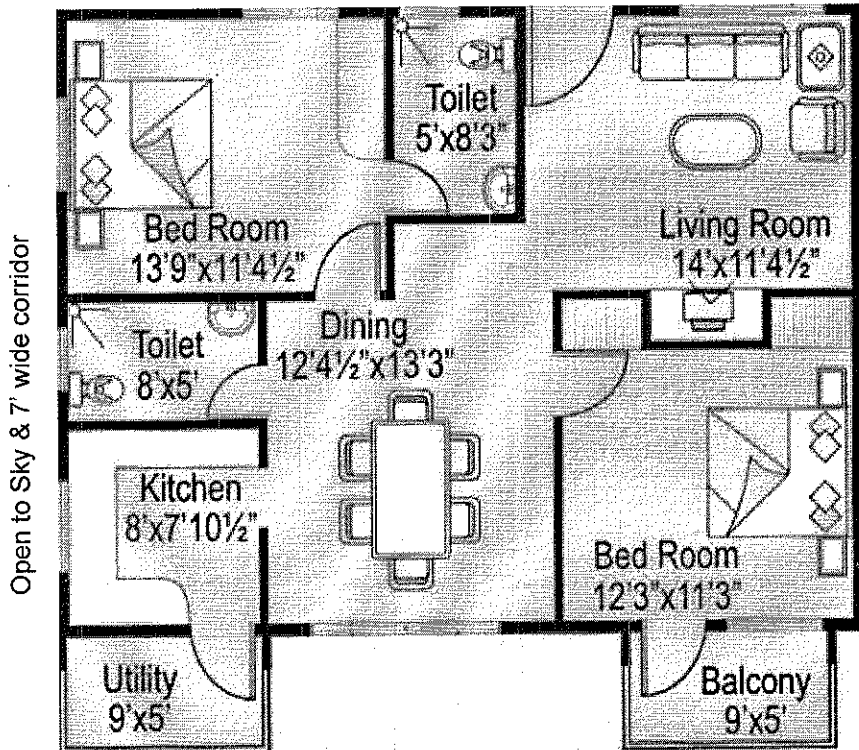 Toilet
5'x8'3"
Bed Room
13'9"x11'4½"
Living Room
14'x11'4½"
Open to Sky & 7' wide corridor
Toilet
8'x5'
Dining
12'4½"x13'3"
Kitchen
8'x7'10½"
Bed Room
12'3"x11'3"
Utility
9'x5'
Balcony
9'x5'